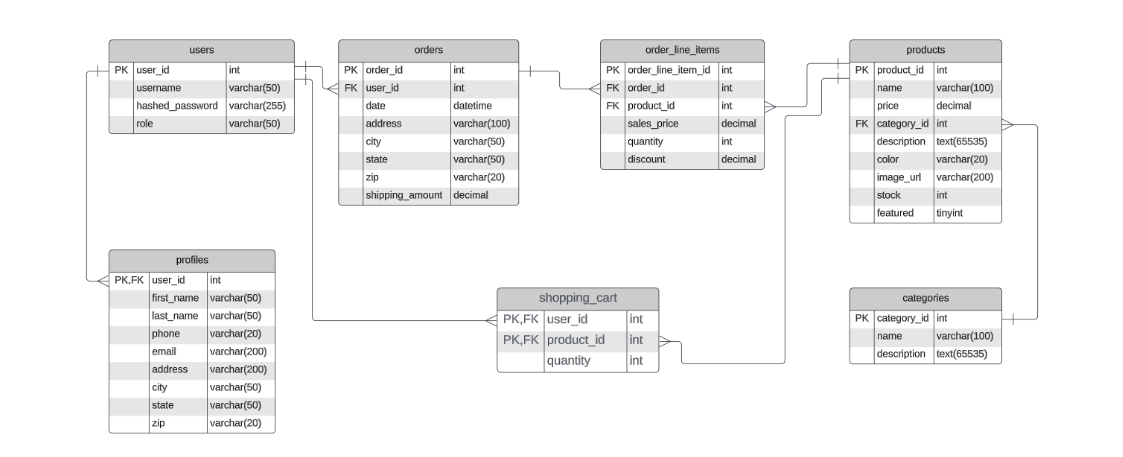 users
PK user_id int
username varchar(50)
hashed_password varchar(255)
role varchar(50)
orders
PK order_id int
FK user_id int
date datetime
address varchar(100)
city varchar(50)
state varchar(50)
zip varchar(20)
shipping_amount decimal
order_line_items
PK order_line_item_id int
FK order_id int
FK product_id int
sales_price decimal
quantity int
discount decimal
products
PK product_id int
name varchar(100)
price decimal
FK category_id int
description text(65535)
color varchar(20)
image_url varchar(200)
stock int
featured tinyint
profiles
PK,FK user_id int
first_name varchar(50)
last_name varchar(50)
phone varchar(20)
email varchar(200)
address varchar(200)
city varchar(50)
state varchar(50)
zip varchar(20)
shopping_cart
PK,FK user_id int
PK,FK product_id int
quantity int
categories
PK category_id int
name varchar(100)
description text(65535)